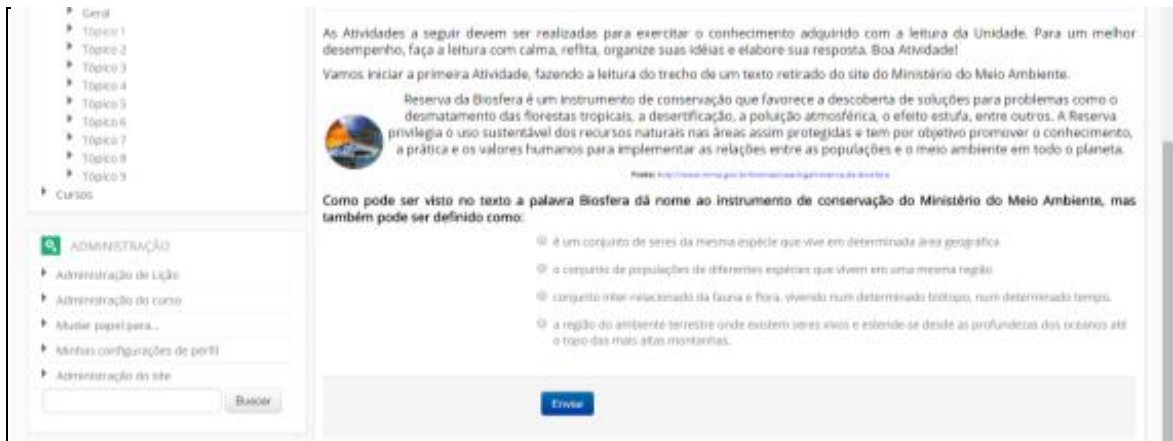 Geral
Tópico 1
Tópico 2
Tópico 3
Tópico 4
Tópico 5
Tópico 6
Tópico 7
Tópico 8
Tópico 9
Cursos
ADMINISTRAÇÃO
Administração de Lição
Administração do curso
Mudar papel para...
Minhas configurações de perfil
Administração do site
Buscar
As Atividades a seguir devem ser realizadas para exercitar o conhecimento adquirido com a leitura da Unidade. Para um melhor
desempenho, faça a leitura com calma, reflita, organize suas idéias e elabore sua resposta. Boa Atividade!
Vamos iniciar a primeira Atividade, fazendo a leitura do trecho de um texto retirado do site do Ministério do Meio Ambiente.
Reserva da Biosfera é um instrumento de conservação que favorece a descoberta de soluções para problemas como o
desmatamento das florestas tropicais, a desertificação, a poluição atmosférica, o efeito estufa, entre outros. A Reserva
privilegia o uso sustentável dos recursos naturais nas áreas assim protegidas e tem por objetivo promover o conhecimento,
a prática e os valores humanos para implementar as relações entre as populações e o meio ambiente em todo o planeta.
Fonte:
Como pode ser visto no texto a palavra Biosfera dá nome ao instrumento de conservação do Ministério do Meio Ambiente, mas
também pode ser definido como:
é um conjunto de seres da mesma espécie que vive em determinada área geográfica
o conjunto de populações de diferentes espécies que vivem em uma mesma região
conjunto inter-relacionado da fauna e flora, vivendo num determinado biótopo, num determinado tempo.
a região do ambiente terrestre onde existem seres vivos e estende-se desde as profundezas dos oceanos até
o topo das mais altas montanhas.
Enviar